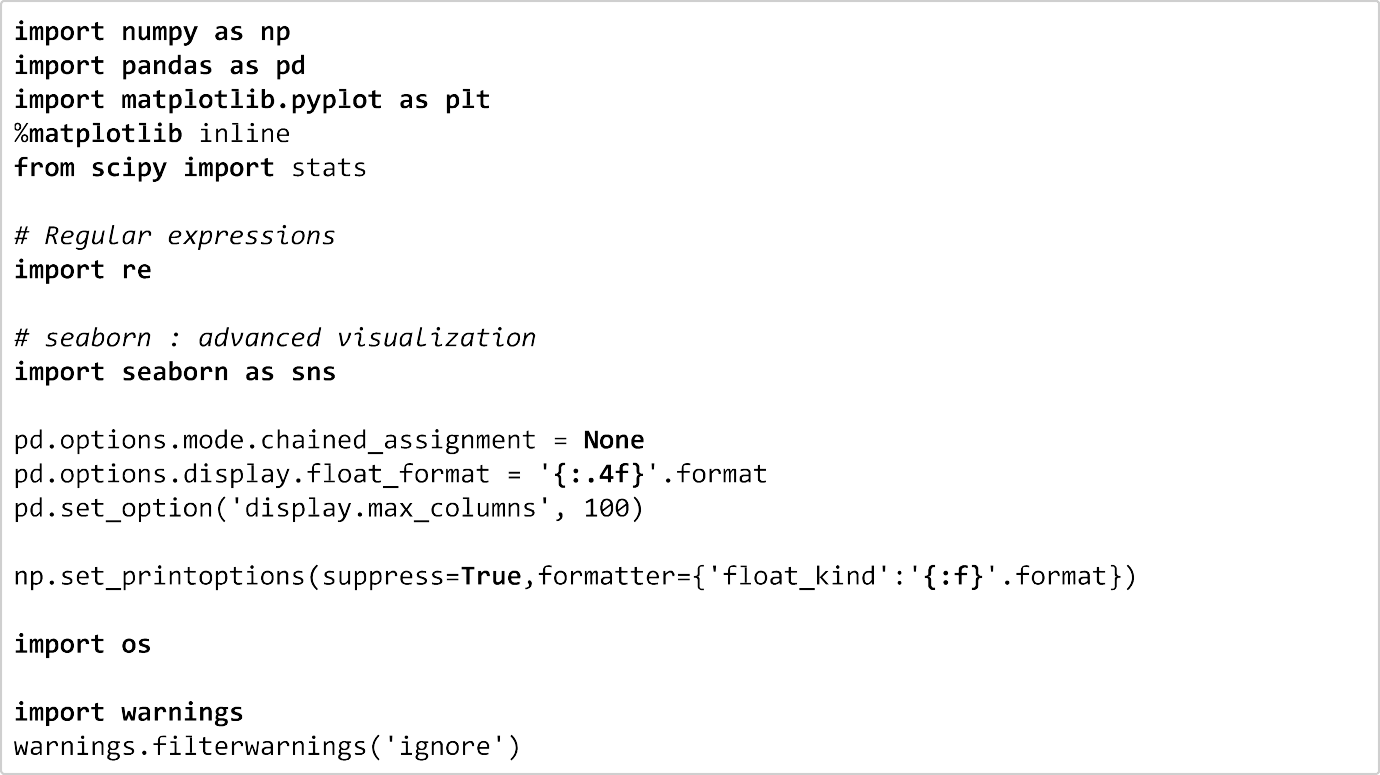 import numpy as np
import pandas as pd
import matplotlib.pyplot as plt
%matplotlib inline
from scipy import stats
# Regular expressions
import re
# seaborn : advanced visualization
import seaborn as sns
pd.options.mode.chained_assignment = None
pd.options.display.float_format = '{:.4f}'.format
pd.set_option('display.max_columns', 100)
np.set_printoptions(suppress=True,formatter={'float_kind':'{:f}'.format})
import os
import warnings
warnings.filterwarnings('ignore')